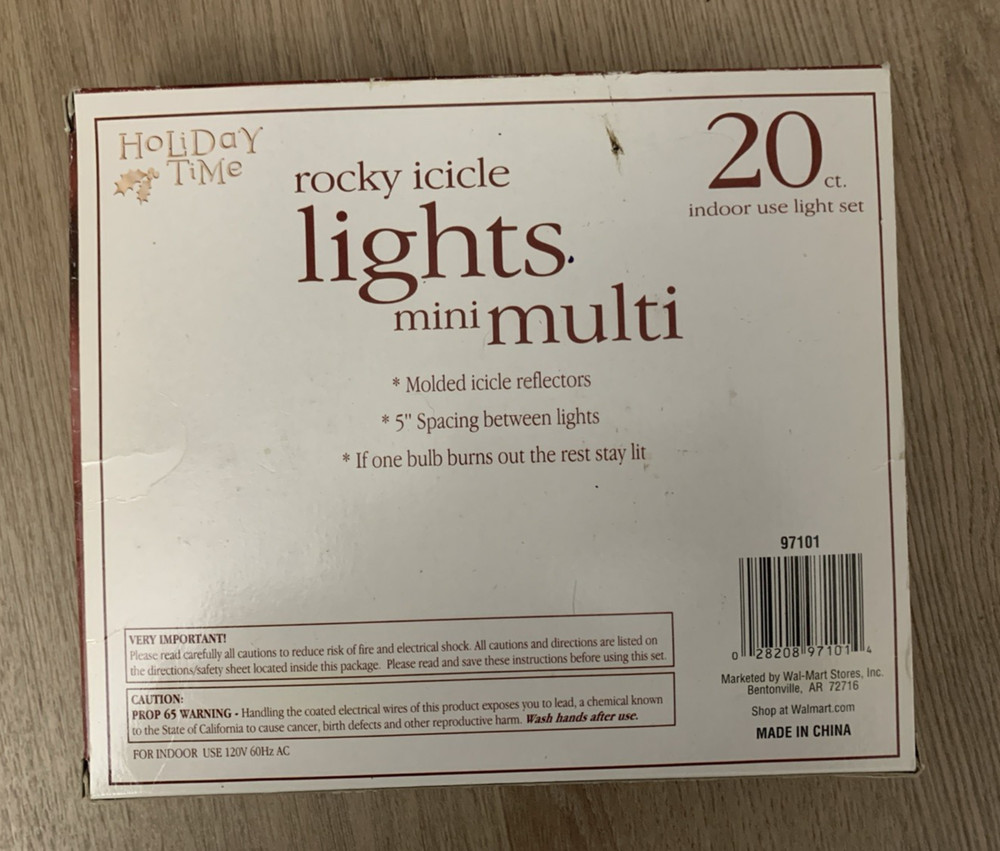 HoLiDaY
TiMe
rocky icicle
lights
mini multi
20 ct.
indoor use light set
* Molded icicle reflectors
* 5" Spacing between lights
* If one bulb burns out the rest stay lit
97101
0 28208 97101 4
Marketed by Wal-Mart Stores, Inc.
Bentonville, AR 72716
Shop at Walmart.com
MADE IN CHINA
VERY IMPORTANT!
Please read carefully all cautions to reduce risk of fire and electrical shock. All cautions and directions are listed on
the directions/safety sheet located inside this package. Please read and save these instructions before using this set.
CAUTION:
PROP 65 WARNING - Handling the coated electrical wires of this product exposes you to lead, a chemical known
to the State of California to cause cancer, birth defects and other reproductive harm. Wash hands after use.
FOR INDOOR USE 120V 60Hz AC